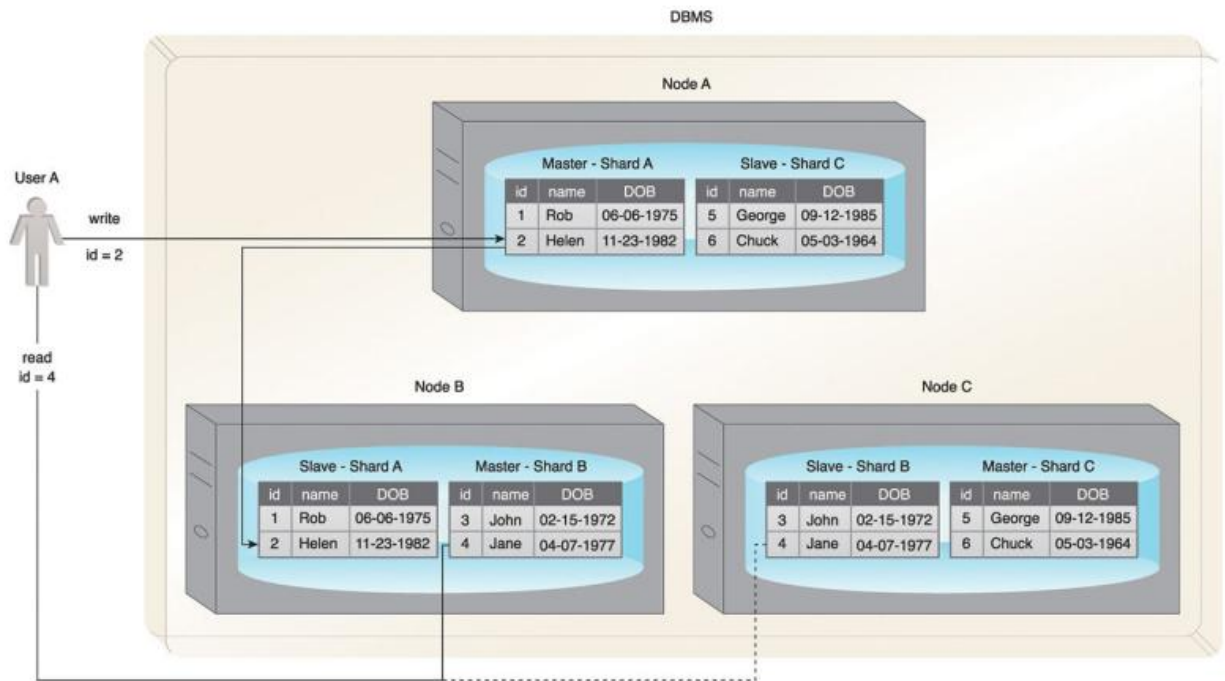 DBMS
Node A
Master - Shard A
id name DOB
1 Rob 06-06-1975
2 Helen 11-23-1982
Slave - Shard C
id name DOB
5 George 09-12-1985
6 Chuck 05-03-1964
User A
write
id = 2
read
id = 4
Node B
Slave - Shard A
id name DOB
1 Rob 06-06-1975
2 Helen 11-23-1982
Master - Shard B
id name DOB
3 John 02-15-1972
4 Jane 04-07-1977
Node C
Slave - Shard B
id name DOB
3 John 02-15-1972
4 Jane 04-07-1977
Master - Shard C
id name DOB
5 George 09-12-1985
6 Chuck 05-03-1964